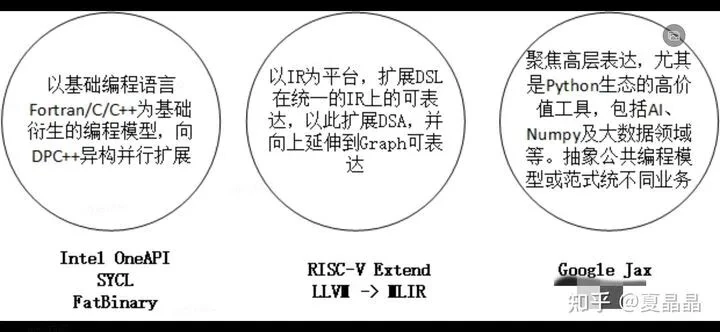 以基础编程语言
Fortran/C/C++为基础
衍生的编程模型，向
DPC++异构并行扩展
Intel OneAPI
SYCL
FatBinary
以IR为平台，扩展DSL
在统一的IR上的可表
达，以此扩展DSA，并
向上延伸到Graph可表
达
RISC-V Extend
LLVM -> MLIR
聚焦高层表达，尤其
是Python生态的高价
值工具，包括AI、
Numpy及大数据领域
等。抽象公共编程模
型或范式统不同业务
Google Jax
知乎 @夏晶晶